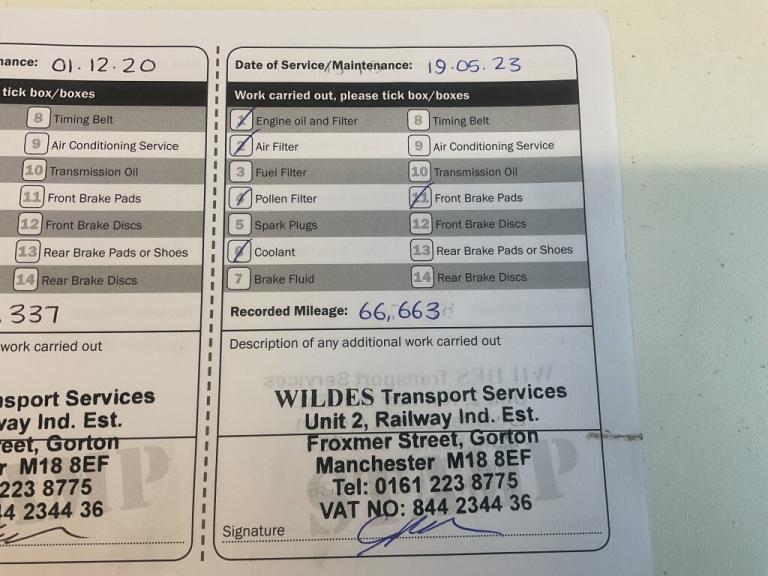 nance: 01.12.20
tick box/boxes
8 Timing Belt
9 Air Conditioning Service
10 Transmission Oil
11 Front Brake Pads
12 Front Brake Discs
13 Rear Brake Pads or Shoes
14 Rear Brake Discs
337
work carried out
nsport Services
way Ind. Est.
eet, Gorton
r M18 8EF
223 8775
44 2344 36
Date of Service/Maintenance: 19.05.23
Work carried out, please tick box/boxes
1 Engine oil and Filter 8 Timing Belt
2 Air Filter 9 Air Conditioning Service
3 Fuel Filter 10 Transmission Oil
4 Pollen Filter 11 Front Brake Pads
5 Spark Plugs 12 Front Brake Discs
6 Coolant 13 Rear Brake Pads or Shoes
7 Brake Fluid 14 Rear Brake Discs
Recorded Mileage: 66,663
Description of any additional work carried out
WILDES Transport Services
Unit 2, Railway Ind. Est.
Froxmer Street, Gorton
Manchester M18 8EF
Tel: 0161 223 8775
VAT NO: 844 2344 36
Signature